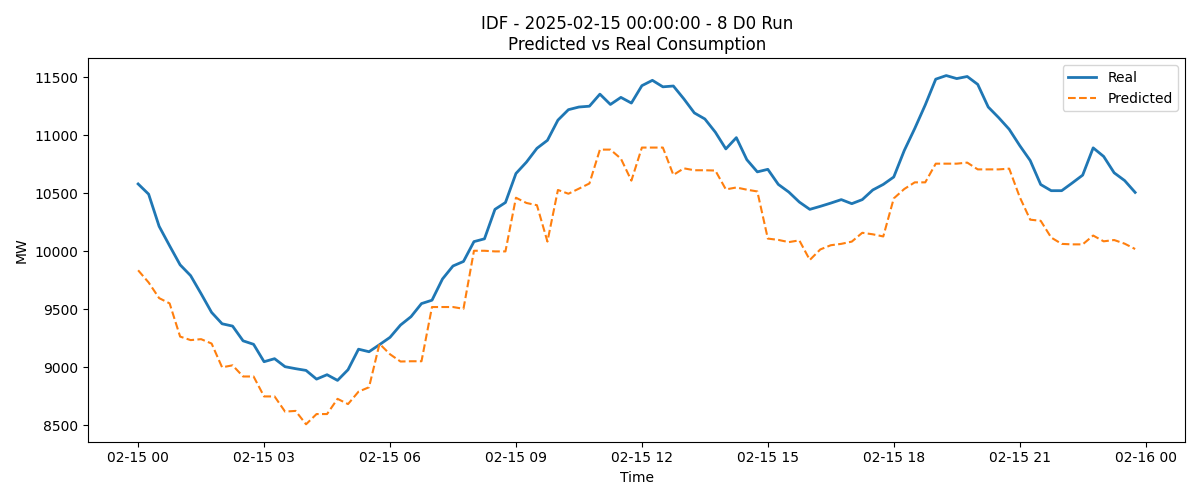 IDF - 2025-02-15 00:00:00 - 8 D0 Run
Predicted vs Real Consumption
Real
Predicted
MW
11500
11000
10500
10000
9500
9000
8500
02-15 00
02-15 03
02-15 06
02-15 09
02-15 12
02-15 15
02-15 18
02-15 21
02-16 00
Time